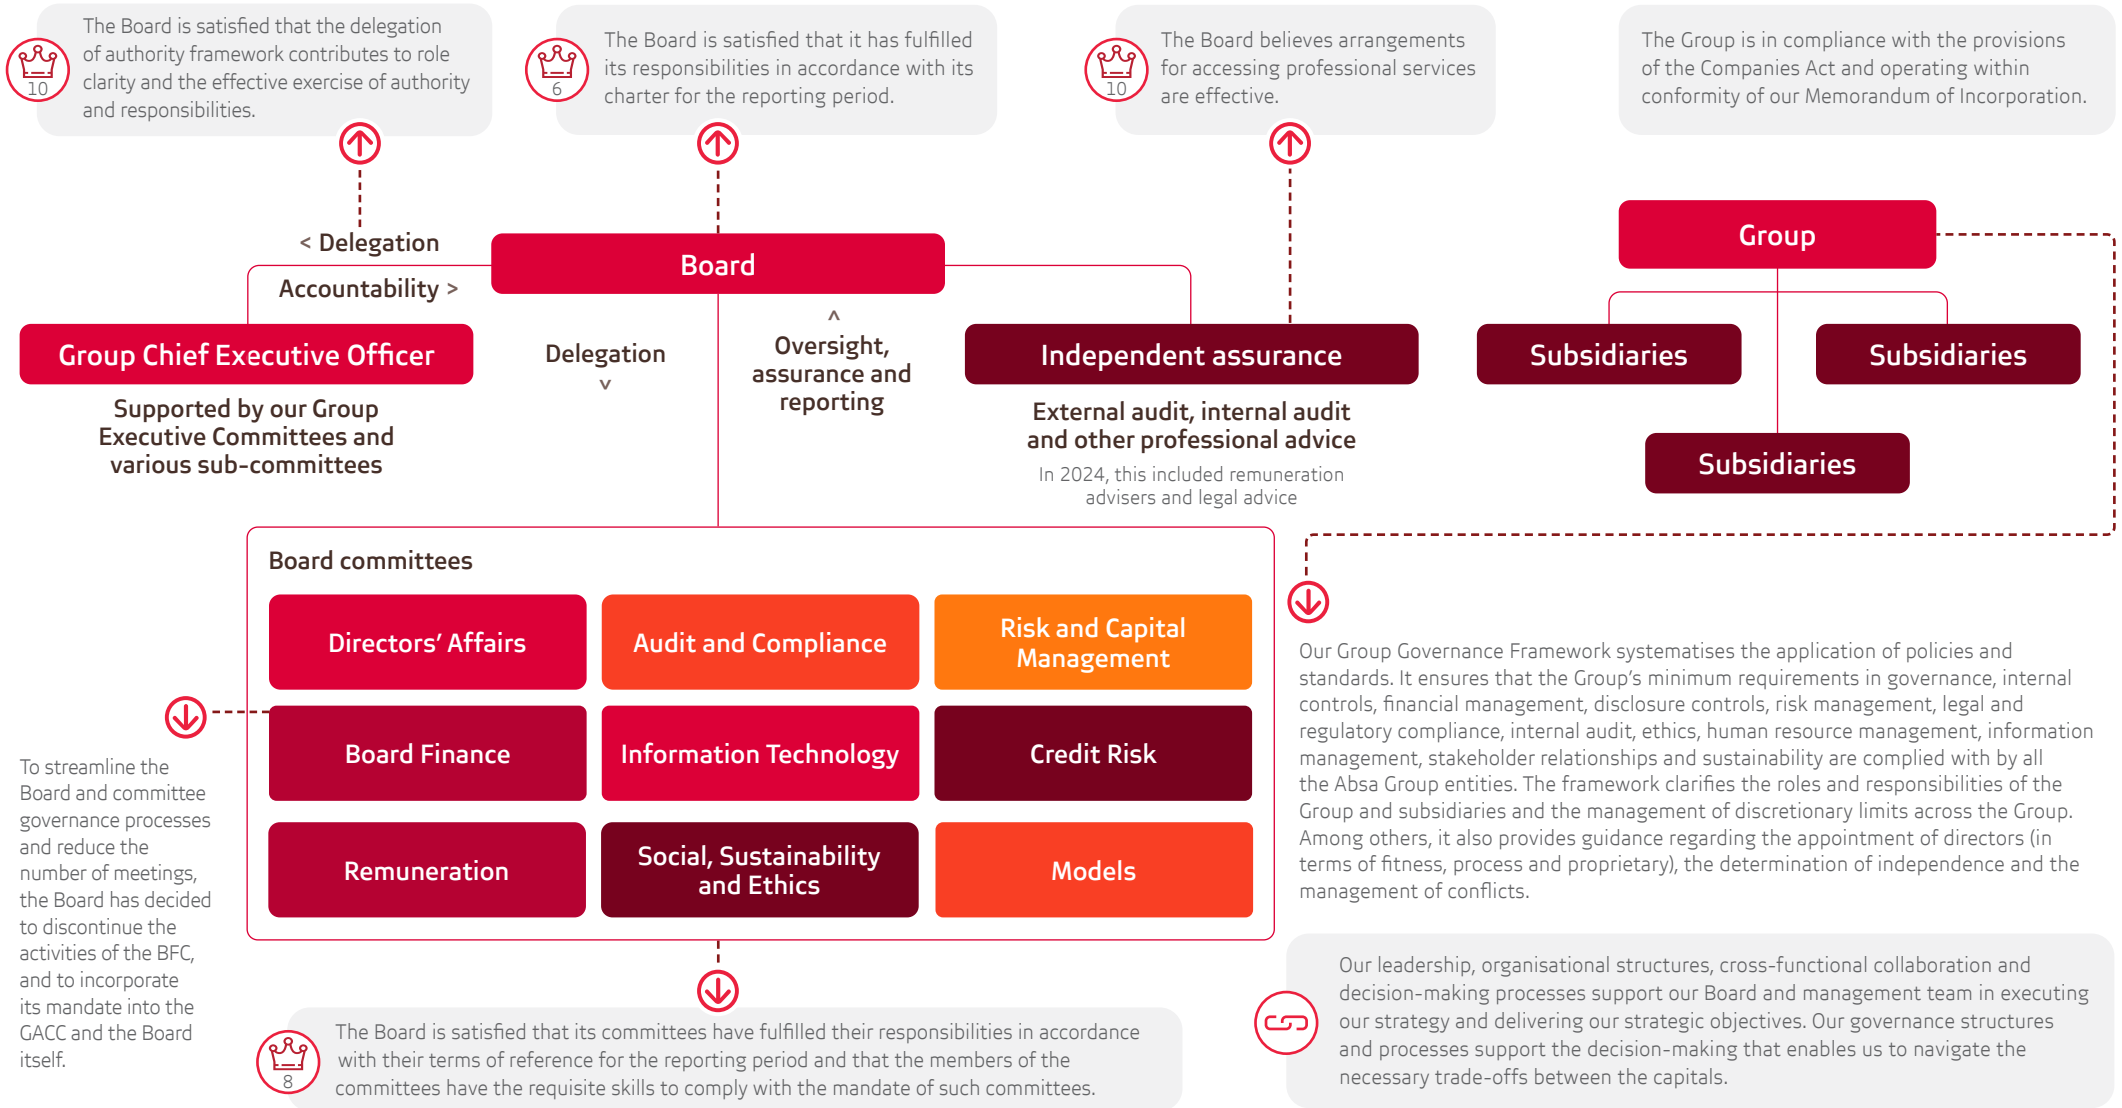 The Board is satisfied that the delegation
of authority framework contributes to role
clarity and the effective exercise of authority
and responsibilities.
10
The Board is satisfied that it has fulfilled
its responsibilities in accordance with its
charter for the reporting period.
6
The Board believes arrangements
for accessing professional services
are effective.
10
The Group is in compliance with the provisions
of the Companies Act and operating within
conformity of our Memorandum of Incorporation.
< Delegation
Accountability >
Board
Group
Group Chief Executive Officer
Supported by our Group
Executive Committees and
various sub-committees
Delegation
˅
˄
Oversight,
assurance and
reporting
Independent assurance
External audit, internal audit
and other professional advice
In 2024, this included remuneration
advisers and legal advice
Subsidiaries
Subsidiaries
Subsidiaries
Board committees
Directors’ Affairs
Audit and Compliance
Risk and Capital
Management
Board Finance
Information Technology
Credit Risk
Remuneration
Social, Sustainability
and Ethics
Models
To streamline the
Board and committee
governance processes
and reduce the
number of meetings,
the Board has decided
to discontinue the
activities of the BFC,
and to incorporate
its mandate into the
GACC and the Board
itself.
The Board is satisfied that its committees have fulfilled their responsibilities in accordance
with their terms of reference for the reporting period and that the members of the
committees have the requisite skills to comply with the mandate of such committees.
8
Our Group Governance Framework systematises the application of policies and
standards. It ensures that the Group’s minimum requirements in governance, internal
controls, financial management, disclosure controls, risk management, legal and
regulatory compliance, internal audit, ethics, human resource management, information
management, stakeholder relationships and sustainability are complied with by all
the Absa Group entities. The framework clarifies the roles and responsibilities of the
Group and subsidiaries and the management of discretionary limits across the Group.
Among others, it also provides guidance regarding the appointment of directors (in
terms of fitness, process and proprietary), the determination of independence and the
management of conflicts.
Our leadership, organisational structures, cross-functional collaboration and
decision-making processes support our Board and management team in executing
our strategy and delivering our strategic objectives. Our governance structures
and processes support the decision-making that enables us to navigate the
necessary trade-offs between the capitals.